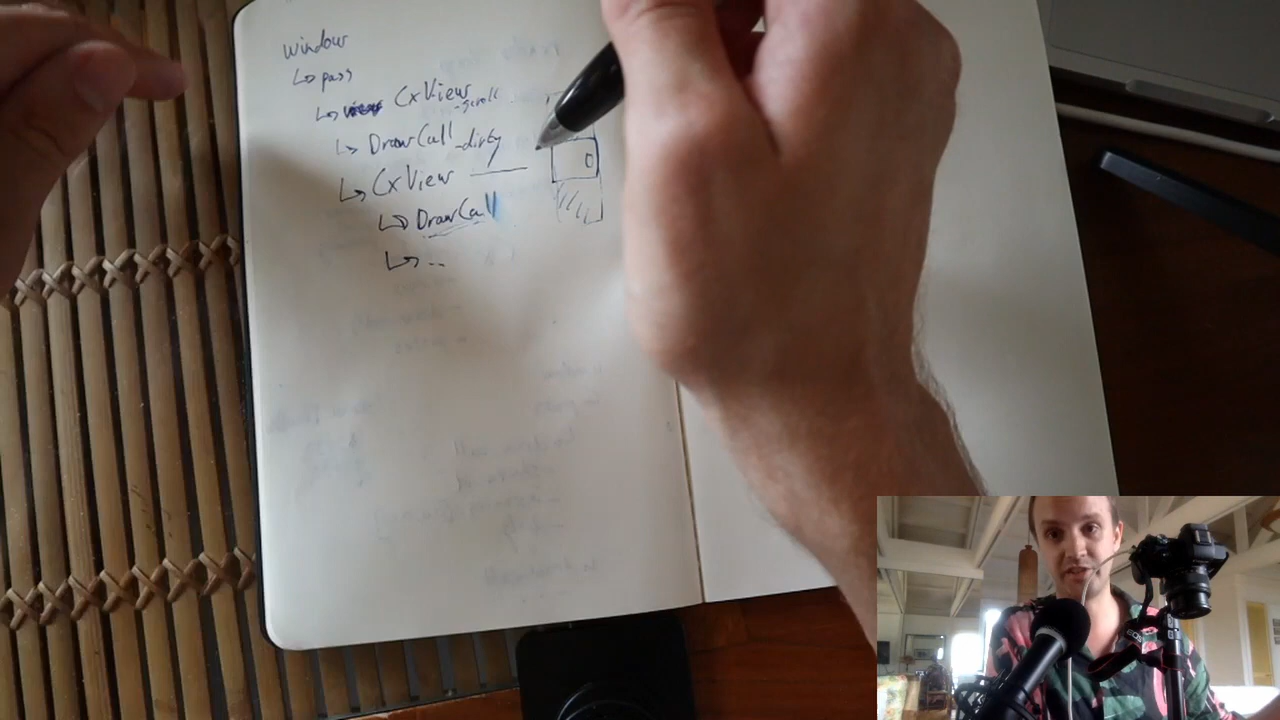 window
↳ pass
↳ CxView -scroll
↳ DrawCall -dirty
↳ CxView
↳ DrawCall
↳ ..